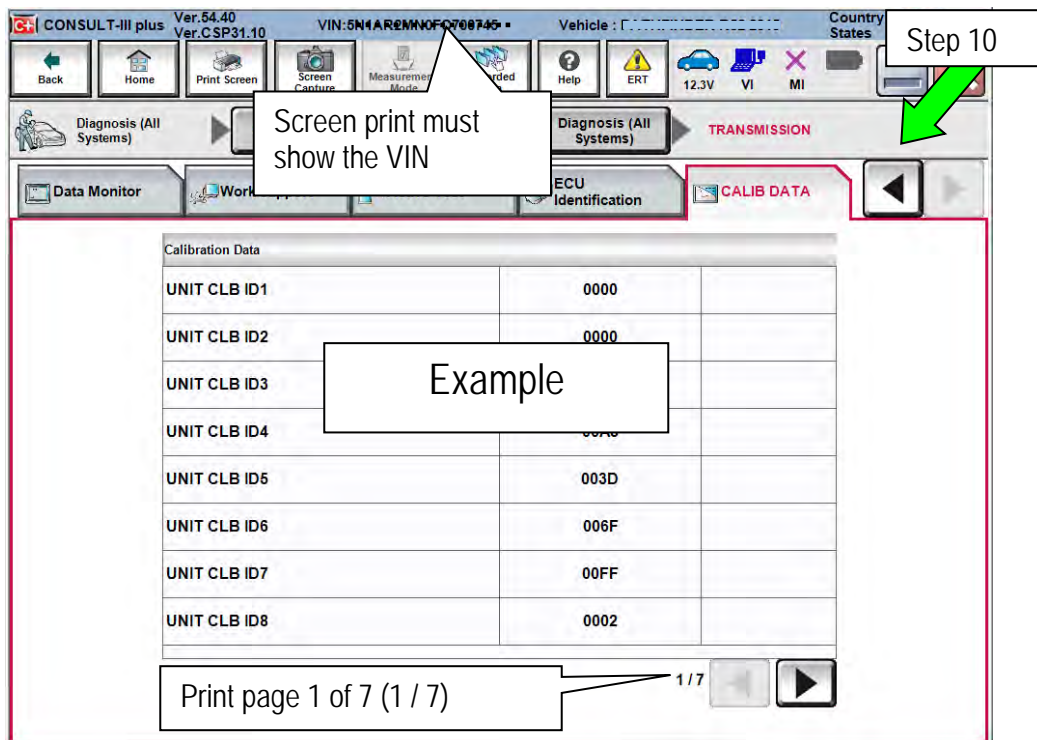 CONSULT-III plus
Ver.54.40
Ver.CSP31.10
Vehicle :
Country
States
Step 10
Back
Home
Print Screen
Screen
Capture
Measurement
Mode
Help
ERT
12.3V
VI
MI
Screen print must
show the VIN
Diagnosis (All
Systems)
Diagnosis (All
Systems)
TRANSMISSION
Data Monitor
Work
ECU
Identification
CALIB DATA
Calibration Data
UNIT CLB ID1 0000
UNIT CLB ID2 0000
Example
UNIT CLB ID3
UNIT CLB ID4
UNIT CLB ID5 003D
UNIT CLB ID6 006F
UNIT CLB ID7 00FF
UNIT CLB ID8 0002
Print page 1 of 7 (1 / 7)
1/7